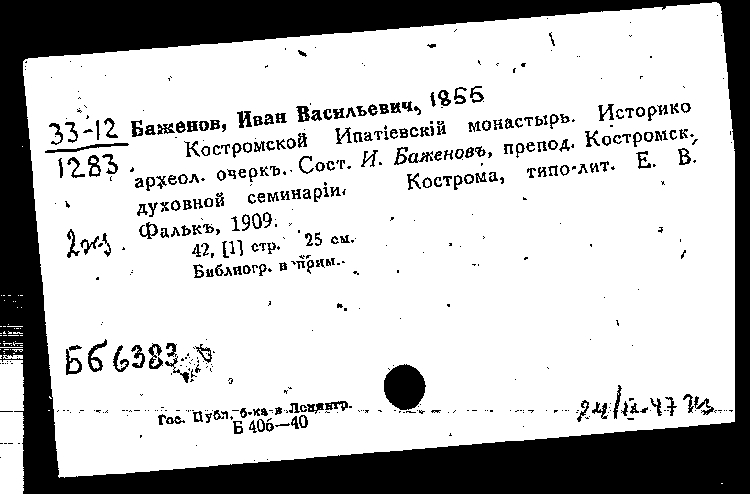 33-12 Баженов, Иван Васильевич, 1855
1283 Костромской Ипатіевскій монастырь. Историко
археол. очеркъ. Сост. И. Баженовъ, препод. Костромск.
духовной семинаріи. Кострома, типо-лит. Е. В.
2жз Фалькъ, 1909.
42, [1] стр. 25 см.
Библиогр. в прим.
Бб 6383
Гос. Публ. б-ка в Ленингр.
Б 406—40
24/IX-47